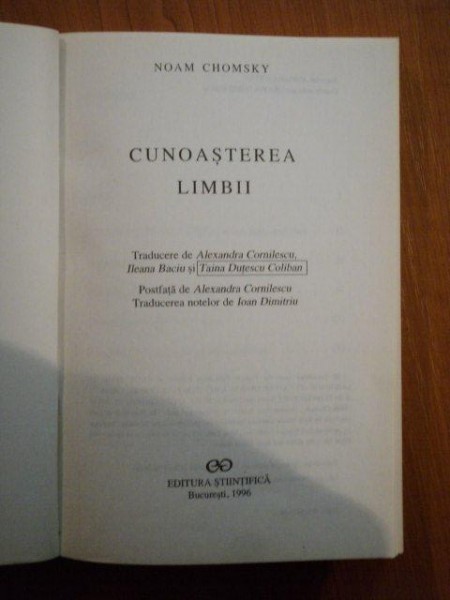 NOAM CHOMSKY
CUNOAȘTEREA
LIMBII
Traducere de Alexandra Cornilescu,
Ileana Baciu și Taina Duțescu Coliban
Postfață de Alexandra Cornilescu
Traducerea notelor de Ioan Dimitriu
EDITURA ȘTIINȚIFICĂ
București, 1996